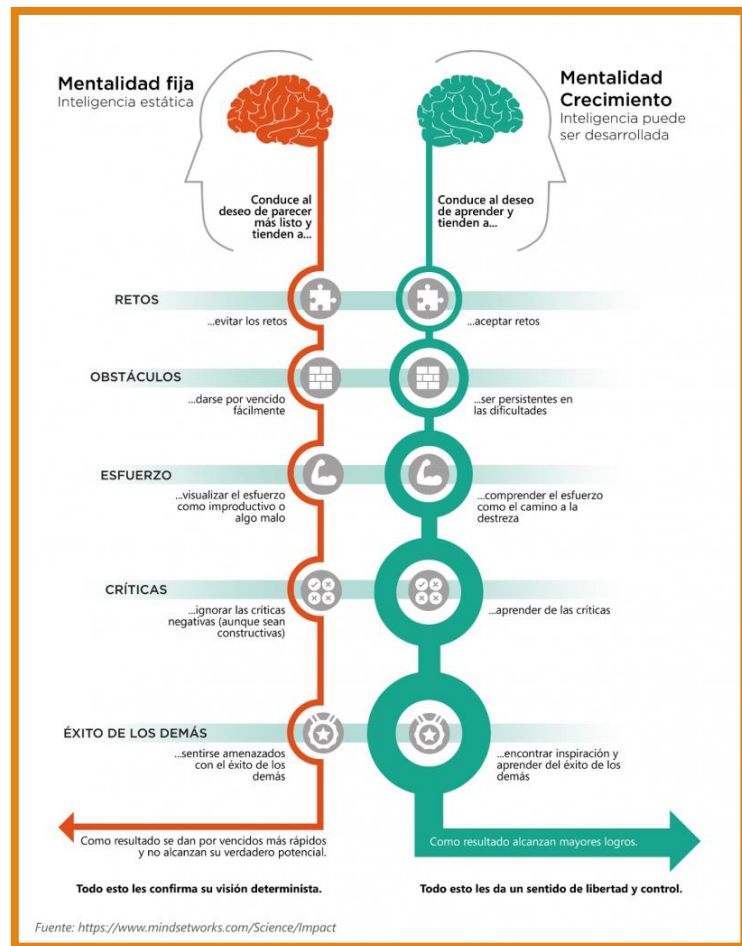 Mentalidad fija
Inteligencia estática
Mentalidad
Crecimiento
Inteligencia puede
ser desarrollada
Conduce al
deseo de parecer
más listo y
tienden a...
Conduce al deseo
de aprender y
tienden a...
RETOS
...evitar los retos
...aceptar retos
OBSTÁCULOS
...darse por vencido
fácilmente
...ser persistentes en
las dificultades
ESFUERZO
...visualizar el esfuerzo
como improductivo o
algo malo
...comprender el esfuerzo
como el camino a la
destreza
CRÍTICAS
...ignorar las críticas
negativas (aunque sean
constructivas)
...aprender de las críticas
ÉXITO DE LOS DEMÁS
...sentirse amenazados
con el éxito de los
demás
...encontrar inspiración y
aprender del éxito de los
demás
Como resultado se dan por vencidos más rápidos
y no alcanzan su verdadero potencial.
Como resultado alcanzan mayores logros.
Todo esto les confirma su visión determinista.
Todo esto les da un sentido de libertad y control.
Fuente: https://www.mindsetworks.com/Science/Impact